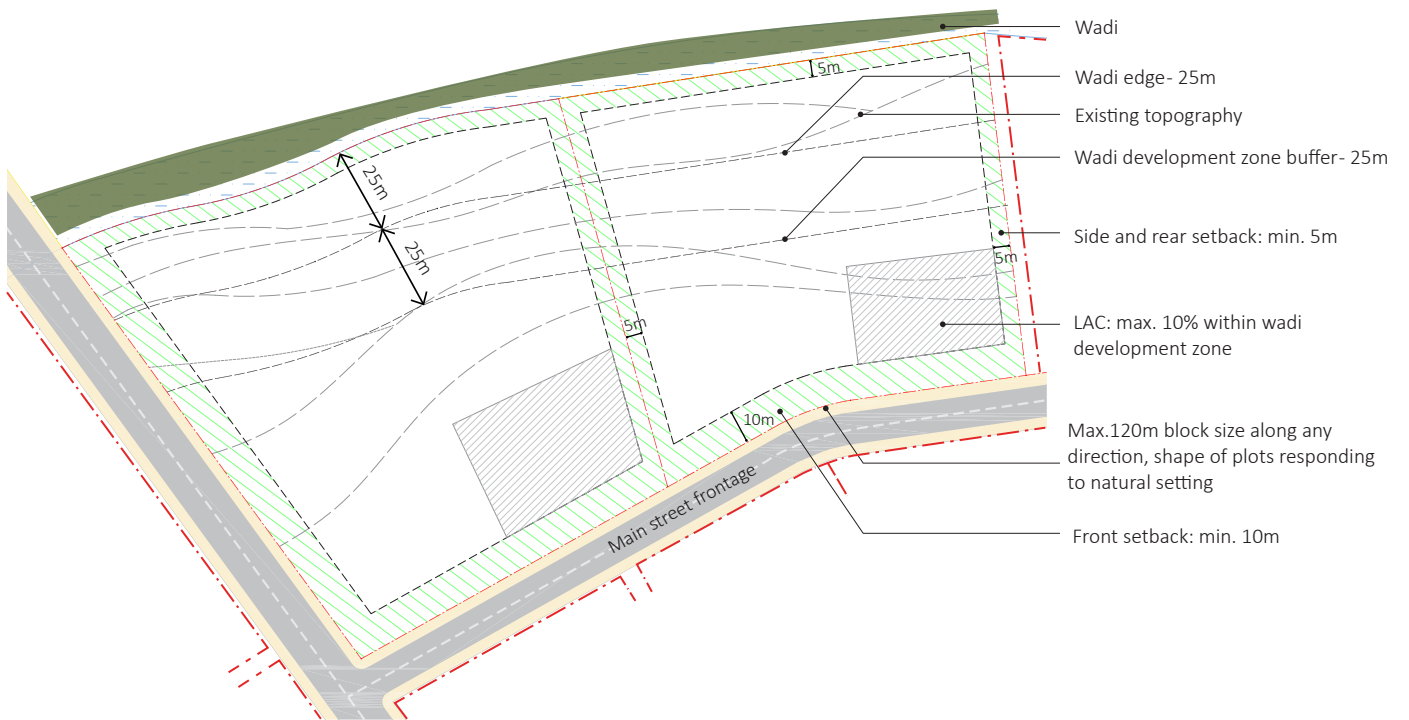 Wadi
5m
Wadi edge- 25m
Existing topography
Wadi development zone buffer- 25m
25m
25m
Side and rear setback: min. 5m
5m
5m
LAC: max. 10% within wadi
development zone
10m
Max.120m block size along any
direction, shape of plots responding
to natural setting
Main street frontage
Front setback: min. 10m